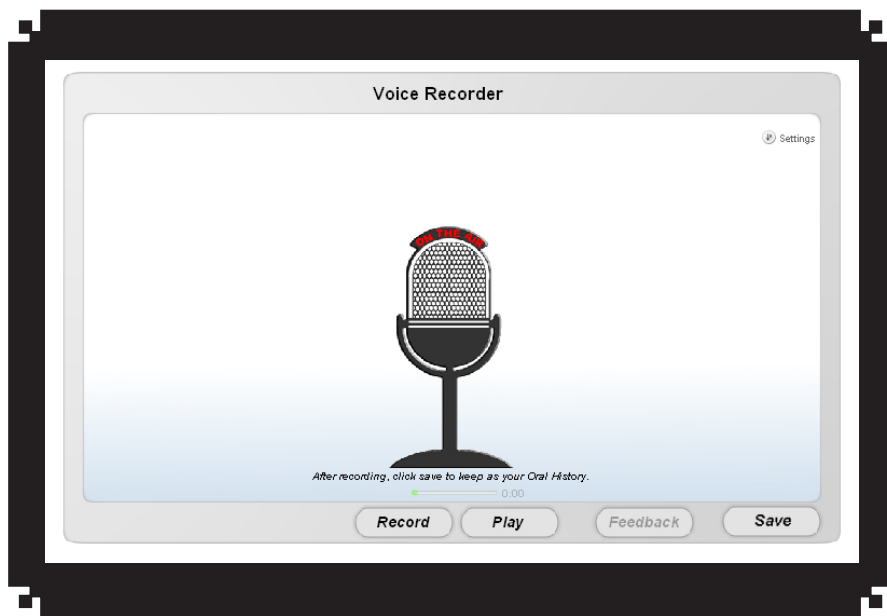 Voice Recorder
Settings
ON THE AIR
After recording, click save to keep as your Oral History.
0:00
Record Play Feedback Save